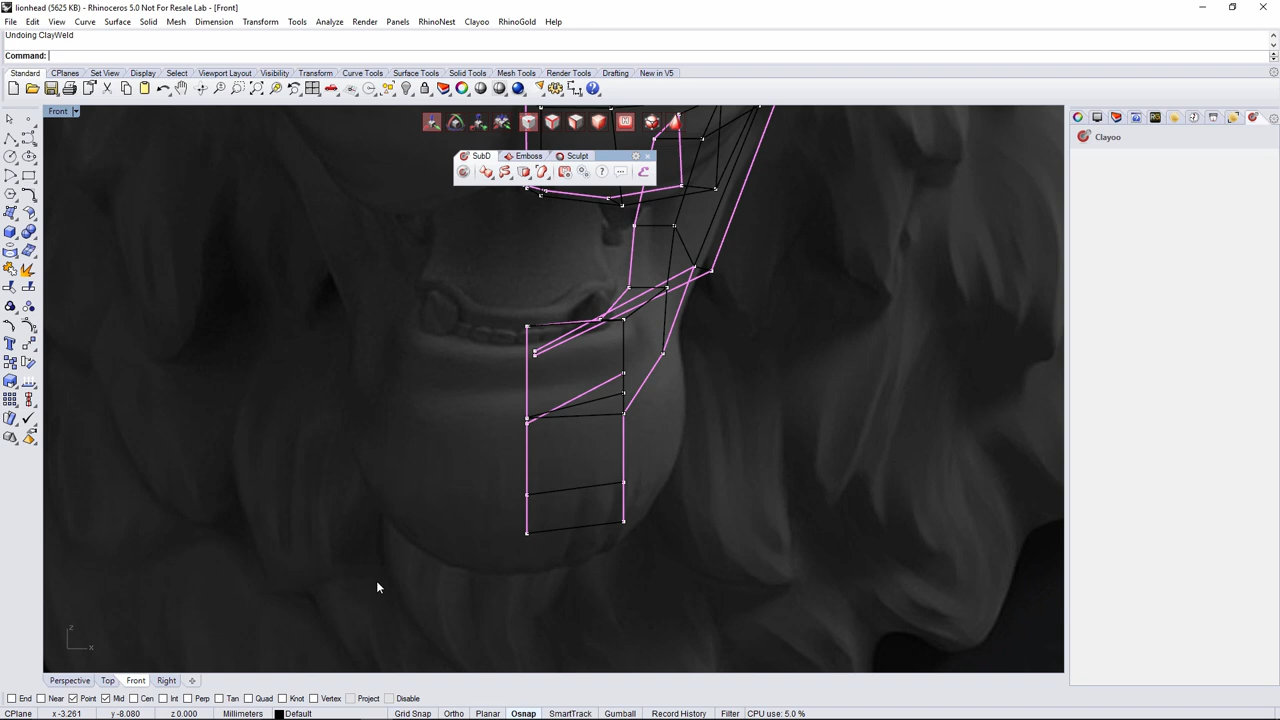 lionhead (5625 KB) - Rhinoceros 5.0 Not For Resale Lab - [Front]
File Edit View Curve Surface Solid Mesh Dimension Transform Tools Analyze Render Panels RhinoNest Clayoo RhinoGold Help
Undoing ClayWeld
Command:
Standard CPlanes Set View Display Select Viewport Layout Visibility Transform Curve Tools Surface Tools Solid Tools Mesh Tools Render Tools Drafting New in V5
Front
Clayoo
SubD Emboss Sculpt
z
x
Perspective Top Front Right
End Near Point Mid Cen Int Perp Tan Quad Knot Vertex Project Disable
CPlane x -3.261 y -8.080 z 0.000 Millimeters Default Grid Snap Ortho Planar Osnap SmartTrack Gumball Record History Filter CPU use: 5.0 %